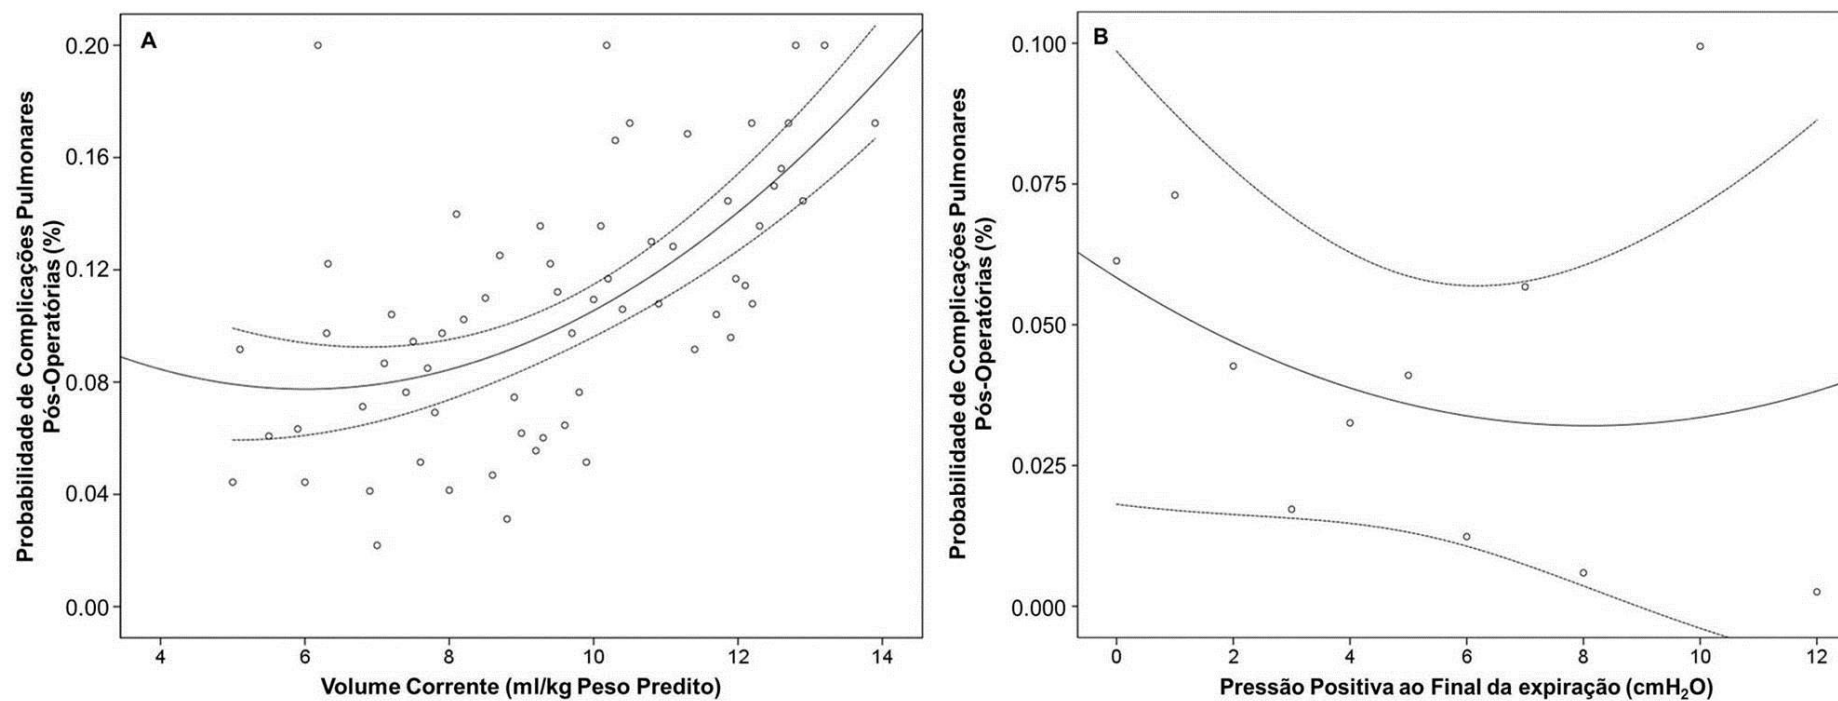 A
Probabilidade de Complicações Pulmonares
Pós-Operatórias (%)
0.20
0.16
0.12
0.08
0.04
0.00
4 6 8 10 12 14
Volume Corrente (ml/kg Peso Predito)
B
Probabilidade de Complicações Pulmonares
Pós-Operatórias (%)
0.100
0.075
0.050
0.025
0.000
0 2 4 6 8 10 12
Pressão Positiva ao Final da expiração (cmH₂O)